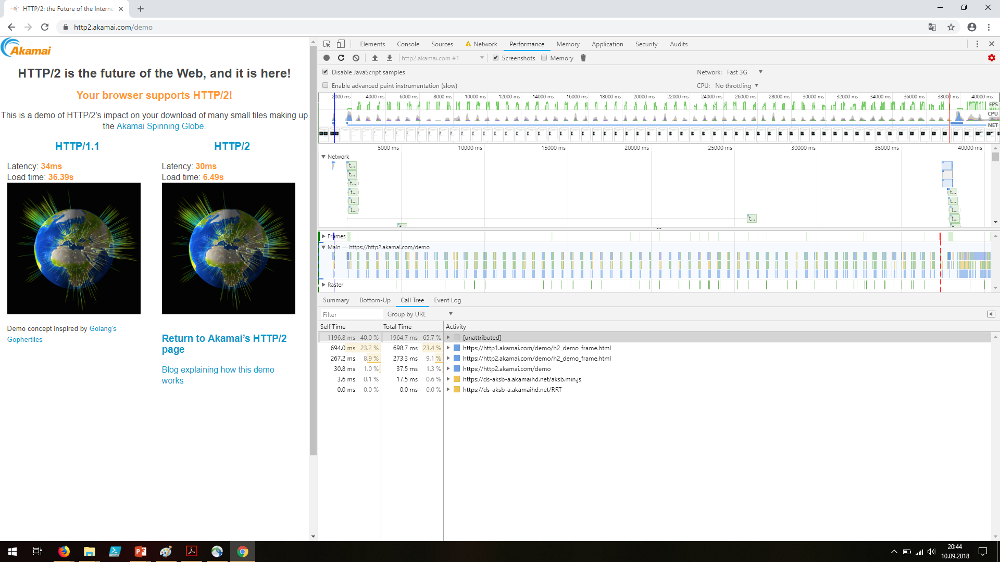 HTTP/2: the Future of the Interne
http2.akamai.com/demo
Akamai
HTTP/2 is the future of the Web, and it is here!
Your browser supports HTTP/2!
This is a demo of HTTP/2’s impact on your download of many small tiles making up
the Akamai Spinning Globe.
HTTP/1.1
Latency: 34ms
Load time: 36.39s
HTTP/2
Latency: 30ms
Load time: 6.49s
Demo concept inspired by Golang's
Gophertiles
Return to Akamai’s HTTP/2
page
Blog explaining how this demo
works
Elements Console Sources Network Performance Memory Application Security Audits
http2.akamai.com #1 Screenshots Memory
Disable JavaScript samples Network: Fast 3G
Enable advanced paint instrumentation (slow) CPU: No throttling
2000 ms 4000 ms 6000 ms 8000 ms 10000 ms 12000 ms 14000 ms 16000 ms 18000 ms 20000 ms 22000 ms 24000 ms 26000 ms 28000 ms 30000 ms 32000 ms 34000 ms 36000 ms 38000 ms 40000 ms
FPS
CPU
NET
5000 ms 10000 ms 15000 ms 20000 ms 25000 ms 30000 ms 35000 ms 40000 ms
Network
t...
t... 
t...
t... t...
t... t...
t... t...
t... t...
Frames
Main — https://http2.akamai.com/demo
Raster
Summary Bottom-Up Call Tree Event Log
Filter Group by URL
Self Time Total Time Activity
1196.8 ms 40.0 % 1964.7 ms 65.7 % [unattributed]
694.0 ms 23.2 % 698.7 ms 23.4 % https://http1.akamai.com/demo/h2_demo_frame.html
267.2 ms 8.9 % 273.3 ms 9.1 % https://http2.akamai.com/demo/h2_demo_frame.html
30.8 ms 1.0 % 37.5 ms 1.3 % https://http2.akamai.com/demo
3.6 ms 0.1 % 17.5 ms 0.6 % https://ds-aksb-a.akamaihd.net/aksb.min.js
0.0 ms 0.0 % 0.0 ms 0.0 % https://ds-aksb-a.akamaihd.net/RRT
20:44
10.09.2018